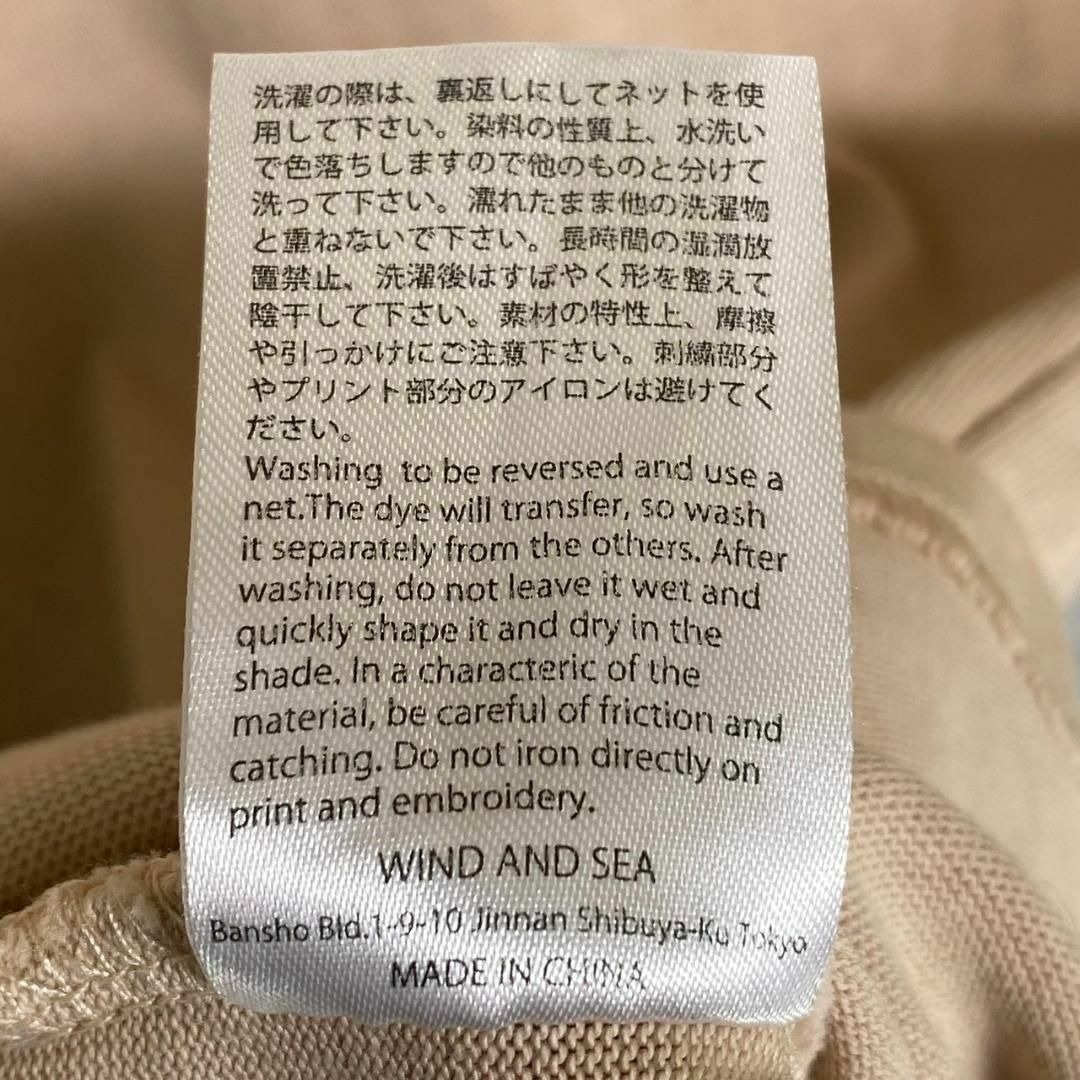 洗濯の際は、裏返しにしてネットを使
用して下さい。染料の性質上、水洗い
で色落ちしますので他のものと分けて
洗って下さい。濡れたまま他の洗濯物
と重ねないで下さい。長時間の湿潤放
置禁止、洗濯後はすばやく形を整えて
陰干して下さい。素材の特性上、摩擦
や引っかけにご注意下さい。刺繍部分
やプリント部分のアイロンは避けてく
ださい。
Washing to be reversed and use a
net.The dye will transfer, so wash
it separately from the others. After
washing, do not leave it wet and
quickly shape it and dry in the
shade. In a characteric of the
material, be careful of friction and
catching. Do not iron directly on
print and embroidery.
WIND AND SEA
Bansho Bld.1-9-10 Jinnan Shibuya-Ku Tokyo
MADE IN CHINA